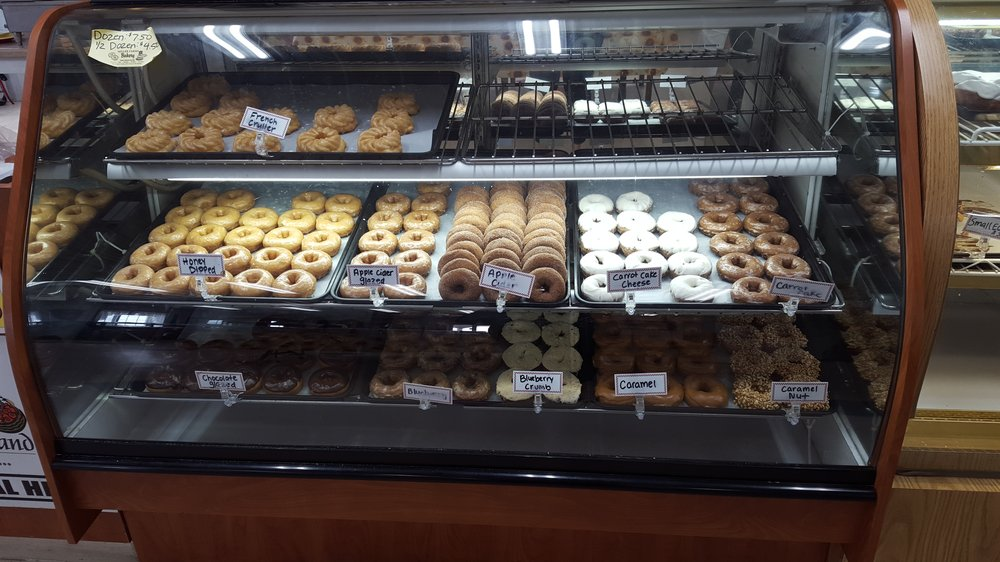 Dozen: $7.50
1/2 Dozen: $4.50
Bakery
French
Cruller
Honey
Dipped
Apple Cider
glazed
Apple
Cider
Carrot Cake
Cheese
Carrot
Cake
Chocolate
glazed
Blueberry
Blueberry
Crumb
Caramel
Caramel
Nut